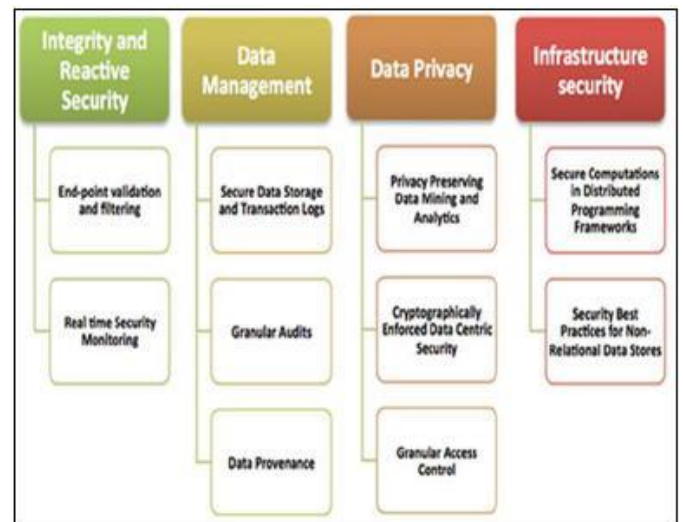 Integrity and
Reactive
Security
End-point validation
and filtering
Real time Security
Monitoring
Data
Management
Secure Data Storage
and Transaction Logs
Granular Audits
Data Provenance
Data Privacy
Privacy Preserving
Data Mining and
Analytics
Cryptographically
Enforced Data Centric
Security
Granular Access
Control
Infrastructure
security
Secure Computations
in Distributed
Programming
Frameworks
Security Best
Practices for Non-
Relational Data Stores